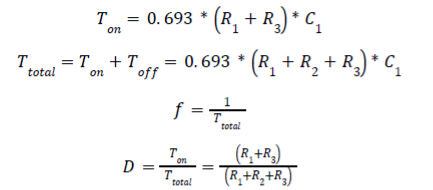 T_on = 0.693 * (R_1 + R_3) * C_1
T_total = T_on + T_off = 0.693 * (R_1 + R_2 + R_3) * C_1
f = 1 / T_total
D = T_on / T_total = (R_1+R_3) / (R_1+R_2+R_3)